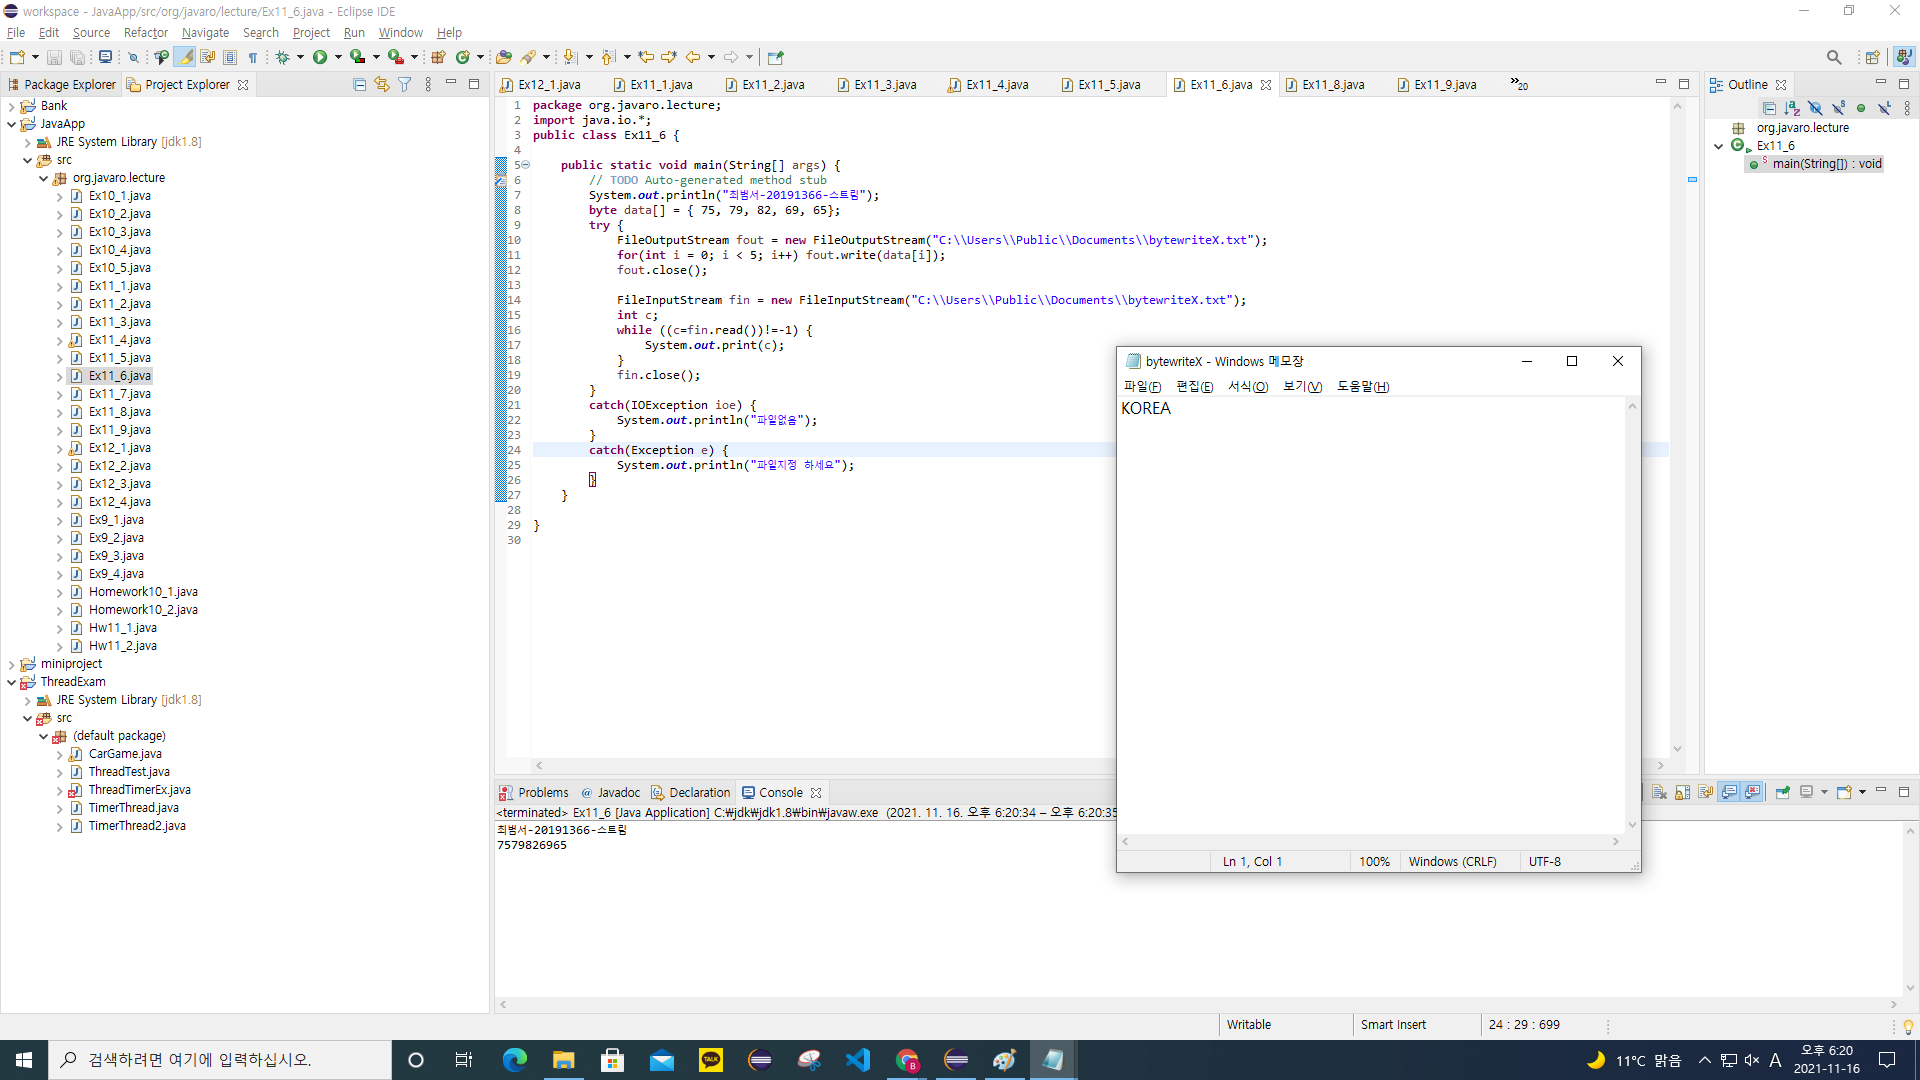 workspace - JavaApp/src/org/javaro/lecture/Ex11_6.java - Eclipse IDE
File Edit Source Refactor Navigate Search Project Run Window Help
Package Explorer Project Explorer
Ex12_1.java Ex11_1.java Ex11_2.java Ex11_3.java Ex11_4.java Ex11_5.java Ex11_6.java Ex11_8.java Ex11_9.java »20
Outline
Bank
JavaApp
JRE System Library [jdk1.8]
src
org.javaro.lecture
Ex10_1.java
Ex10_2.java
Ex10_3.java
Ex10_4.java
Ex10_5.java
Ex11_1.java
Ex11_2.java
Ex11_3.java
Ex11_4.java
Ex11_5.java
Ex11_6.java
Ex11_7.java
Ex11_8.java
Ex11_9.java
Ex12_1.java
Ex12_2.java
Ex12_3.java
Ex12_4.java
Ex9_1.java
Ex9_2.java
Ex9_3.java
Ex9_4.java
Homework10_1.java
Homework10_2.java
Hw11_1.java
Hw11_2.java
miniproject
ThreadExam
JRE System Library [jdk1.8]
src
(default package)
CarGame.java
ThreadTest.java
ThreadTimerEx.java
TimerThread.java
TimerThread2.java
1 package org.javaro.lecture;
2 import java.io.*;
3 public class Ex11_6 {
4
5 public static void main(String[] args) {
6 // TODO Auto-generated method stub
7 System.out.println("최범서-20191366-스트림");
8 byte data[] = { 75, 79, 82, 69, 65};
9 try {
10 FileOutputStream fout = new FileOutputStream("C:\\Users\\Public\\Documents\\bytewriteX.txt");
11 for(int i = 0; i < 5; i++) fout.write(data[i]);
12 fout.close();
13
14 FileInputStream fin = new FileInputStream("C:\\Users\\Public\\Documents\\bytewriteX.txt");
15 int c;
16 while ((c=fin.read())!=-1) {
17 System.out.print(c);
18 }
19 fin.close();
20 }
21 catch(IOException ioe) {
22 System.out.println("파일없음");
23 }
24 catch(Exception e) {
25 System.out.println("파일지정 하세요");
26 }
27 }
28
29 }
30
org.javaro.lecture
Ex11_6
main(String[]) : void
bytewriteX - Windows 메모장
파일(F) 편집(E) 서식(O) 보기(V) 도움말(H)
KOREA
Ln 1, Col 1 100% Windows (CRLF) UTF-8
Problems Javadoc Declaration Console
<terminated> Ex11_6 [Java Application] C:₩jdk₩jdk1.8₩bin₩javaw.exe (2021. 11. 16. 오후 6:20:34 – 오후 6:20:35
최범서-20191366-스트림
7579826965
Writable Smart Insert 24 : 29 : 699
검색하려면 여기에 입력하십시오.
TALK
B
11°C 맑음 A 오후 6:20
2021-11-16